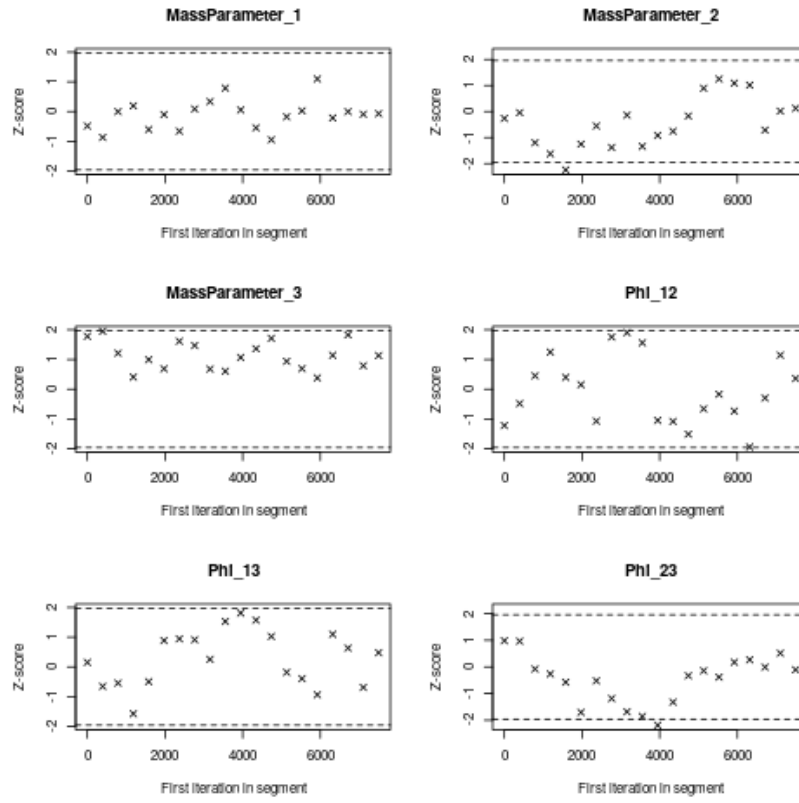 MassParameter_1
MassParameter_2
Z-score
-2 -1 0 1 2
0 2000 4000 6000
First iteration in segment
Z-score
-2 -1 0 1 2
0 2000 4000 6000
First iteration in segment
MassParameter_3
Phi_12
Z-score
-2 -1 0 1 2
0 2000 4000 6000
First iteration in segment
Z-score
-2 -1 0 1 2
0 2000 4000 6000
First iteration in segment
Phi_13
Phi_23
Z-score
-2 -1 0 1 2
0 2000 4000 6000
First iteration in segment
Z-score
-2 -1 0 1 2
0 2000 4000 6000
First iteration in segment